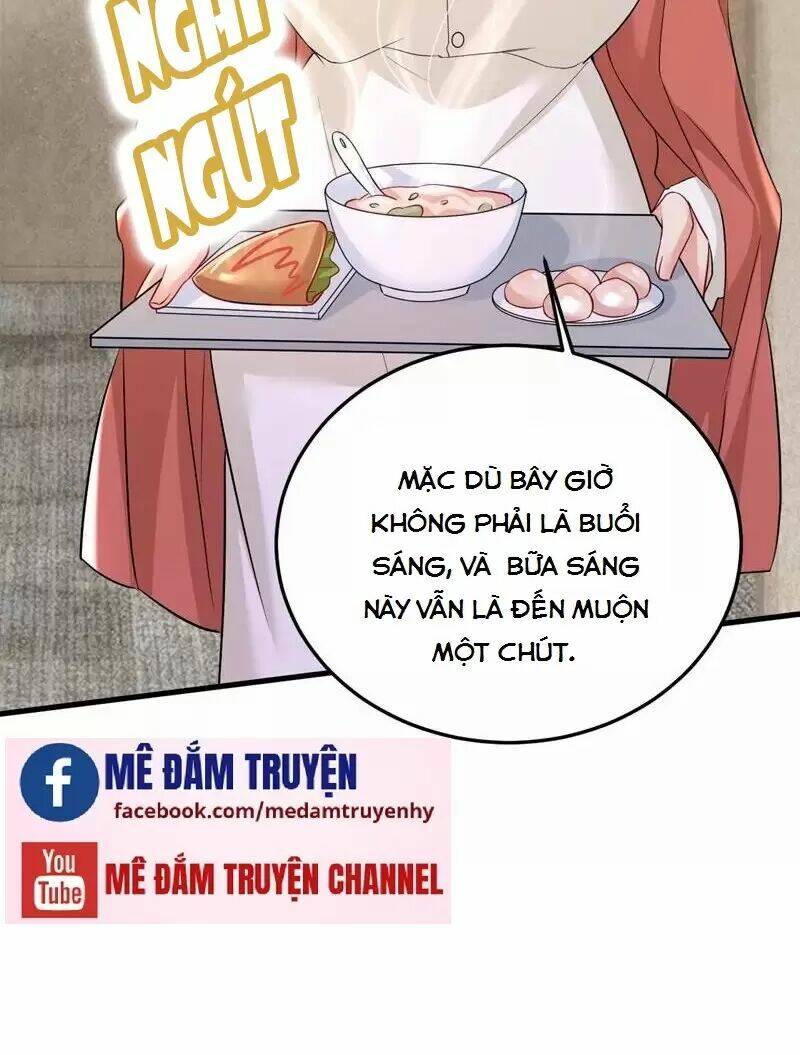 NGHI
NGÚT
MẶC DÙ BÂY GIỜ
KHÔNG PHẢI LÀ BUỔI
SÁNG, VÀ BỮA SÁNG
NÀY VẪN LÀ ĐẾN MUỘN
MỘT CHÚT.
f MÊ ĐẮM TRUYỆN
facebook.com/medamtruyenhy
You
Tube
MÊ ĐẮM TRUYỆN CHANNEL